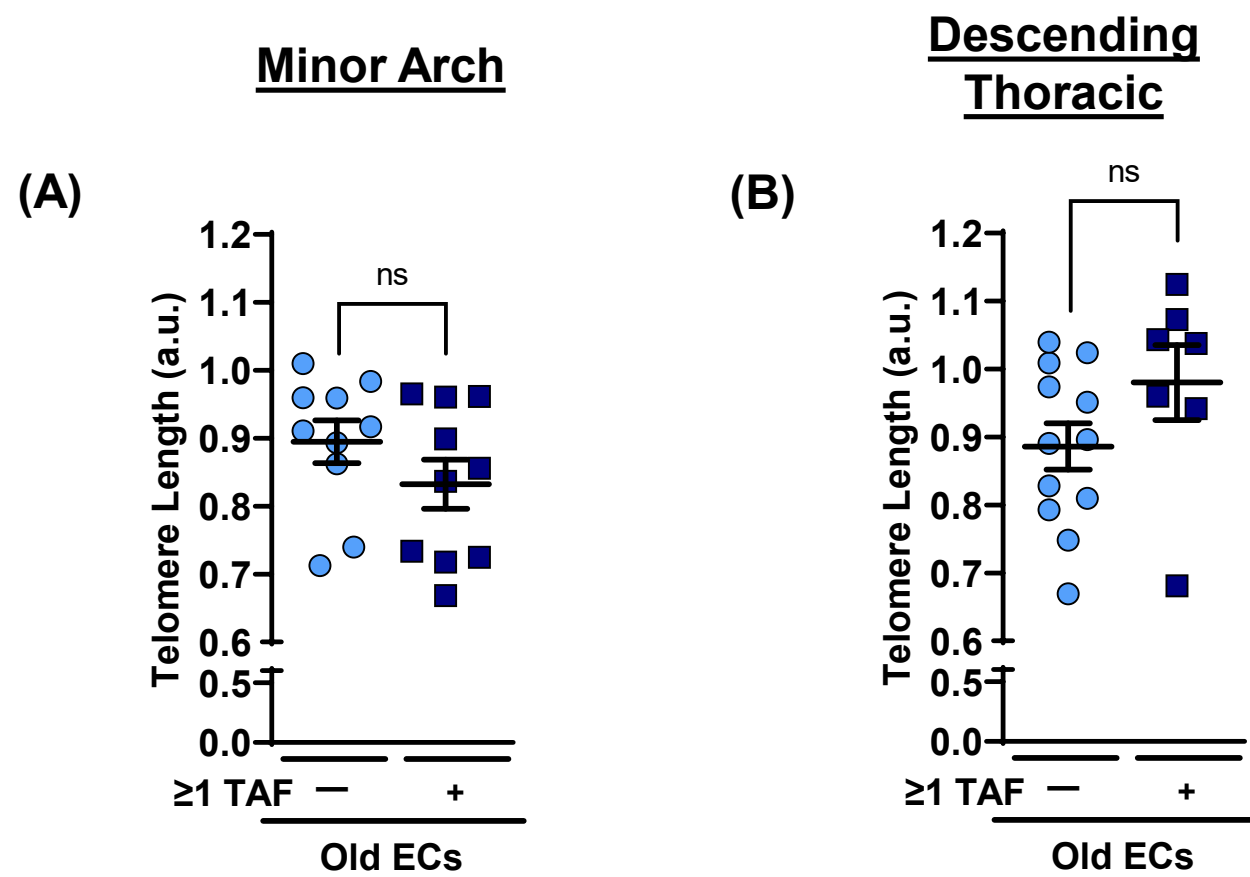 Minor Arch
Descending
Thoracic
(A)
ns
Telomere Length (a.u.)
1.2
1.1
1.0
0.9
0.8
0.7
0.6
0.5
0.0
≥1 TAF — +
Old ECs
(B)
ns
Telomere Length (a.u.)
1.2
1.1
1.0
0.9
0.8
0.7
0.6
0.5
0.0
≥1 TAF — +
Old ECs